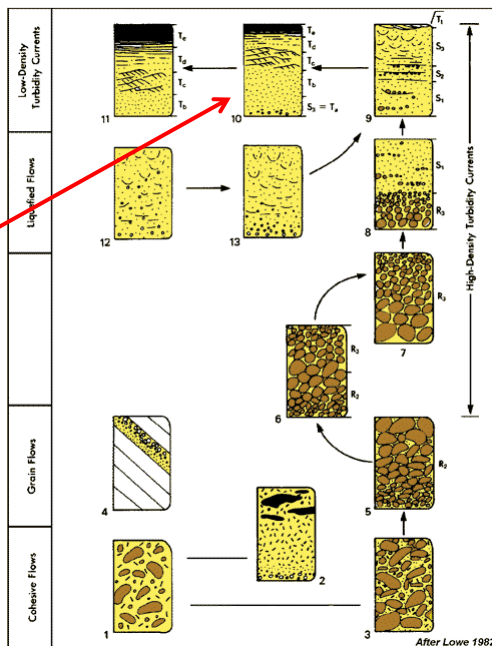 Low-Density
Turbidity Currents
Liquefied Flows
Grain Flows
Cohesive Flows
High-Density Turbidity Currents
Te
Td
Tc
Tb
11
Te
Td
Tc
Tb
S3 = Ta
10
Tt
S3
S2
S1
9
12
13
S1
R3
8
R3
7
R3
R2
6
4
R2
5
2
1
3
After Lowe 1982